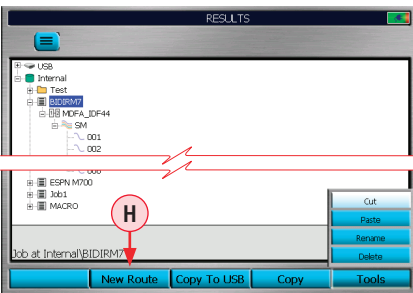 RESULTS
USB
Internal
Test
BIDIRM7
MDFA_IDF44
SM
001
002
ESPN M700
Job1
MACRO
H
Cut
Paste
Rename
Delete
Job at Internal\BIDIRM7
New Route
Copy To USB
Copy
Tools